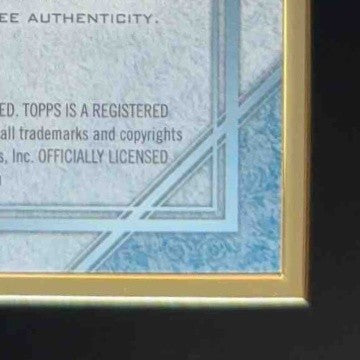 EE AUTHENTICITY.
ED. TOPPS IS A REGISTERED
all trademarks and copyrights
s, Inc. OFFICIALLY LICENSED